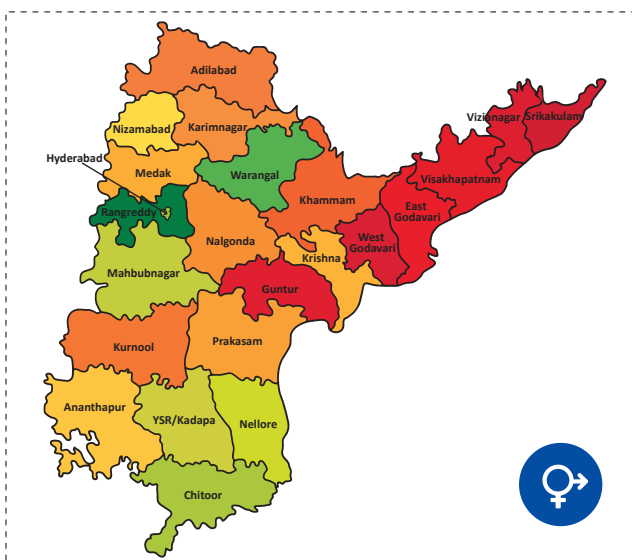 Adilabad
Nizamabad
Karimnagar
Hyderabad
Medak
Warangal
Rangreddy
Khammam
Nalgonda
Mahbubnagar
Krishna
West
Godavari
East
Godavari
Visakhapatnam
Vizianagar
Srikakulam
Guntur
Kurnool
Prakasam
Ananthapur
YSR/Kadapa
Nellore
Chitoor